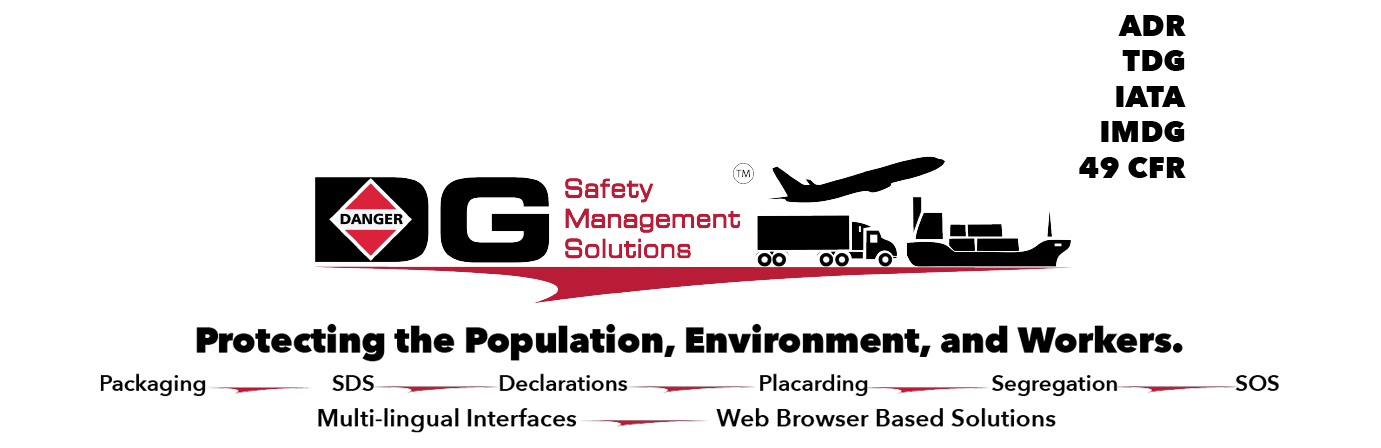 ADR
TDG
IATA
IMDG
49 CFR
DG
DANGER
Safety
Management
Solutions
TM
Protecting the Population, Environment, and Workers.
Packaging SDS Declarations Placarding Segregation SOS
Multi-lingual Interfaces Web Browser Based Solutions